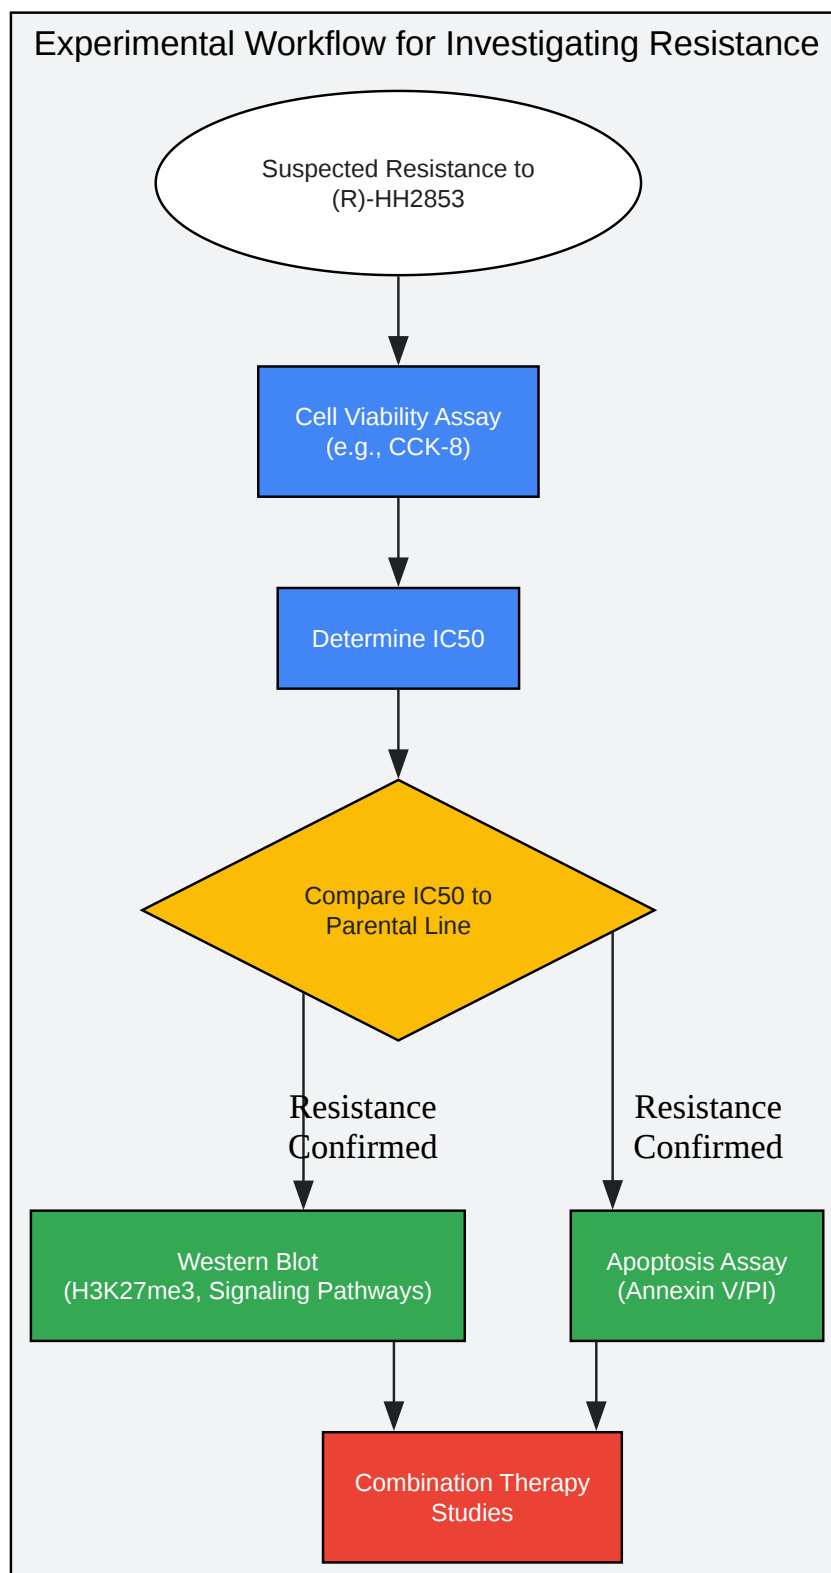 Experimental Workflow for Investigating Resistance
Suspected Resistance to
(R)-HH2853
Cell Viability Assay
(e.g., CCK-8)
Determine IC50
Compare IC50 to
Parental Line
Resistance
Confirmed
Resistance
Confirmed
Western Blot
(H3K27me3, Signaling Pathways)
Apoptosis Assay
(Annexin V/PI)
Combination Therapy
Studies